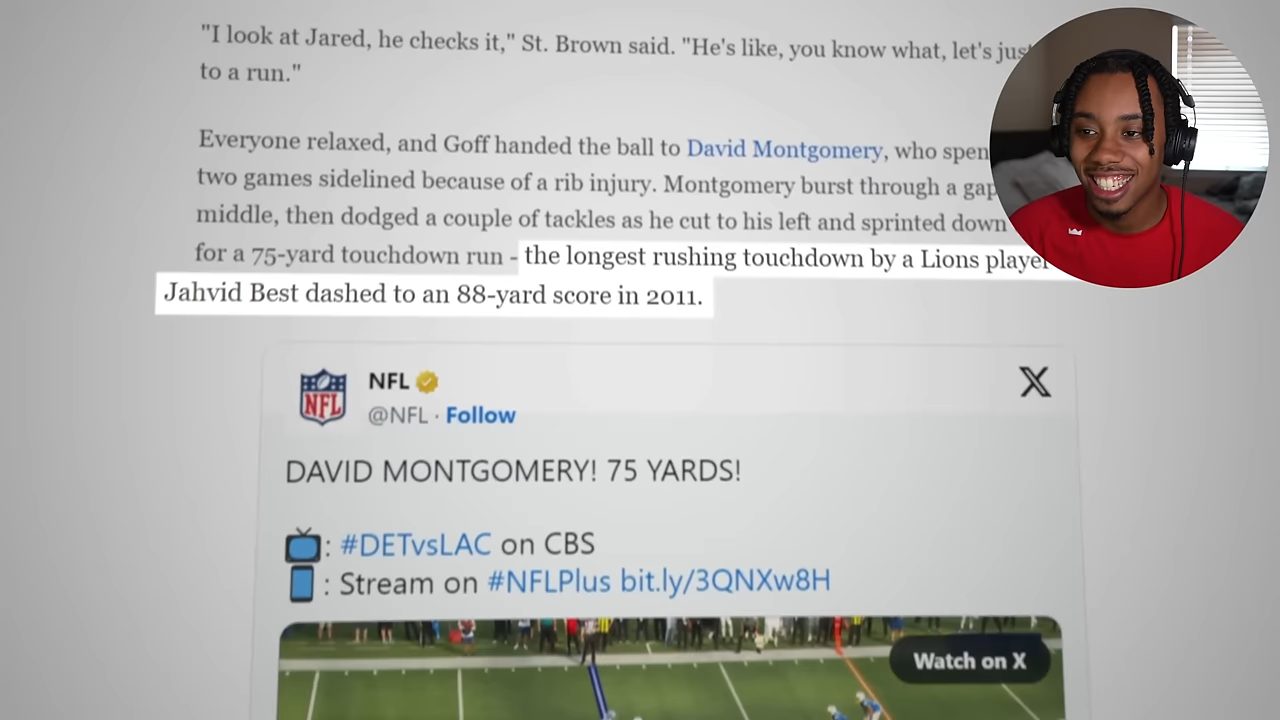 "I look at Jared, he checks it," St. Brown said. "He's like, you know what, let's just
to a run."
Everyone relaxed, and Goff handed the ball to David Montgomery, who
two games sidelined because of a rib injury. Montgomery burst through a
middle, then dodged a couple of tackles as he cut to his left and sprinted down
for a 75-yard touchdown run - the longest rushing touchdown by a Lions player
Jahvid Best dashed to an 88-yard score in 2011.
NFL
NFL
@NFL · Follow
X
DAVID MONTGOMERY! 75 YARDS!
: #DETvsLAC on CBS
: Stream on #NFLPlus bit.ly/3QNXw8H
Watch on X